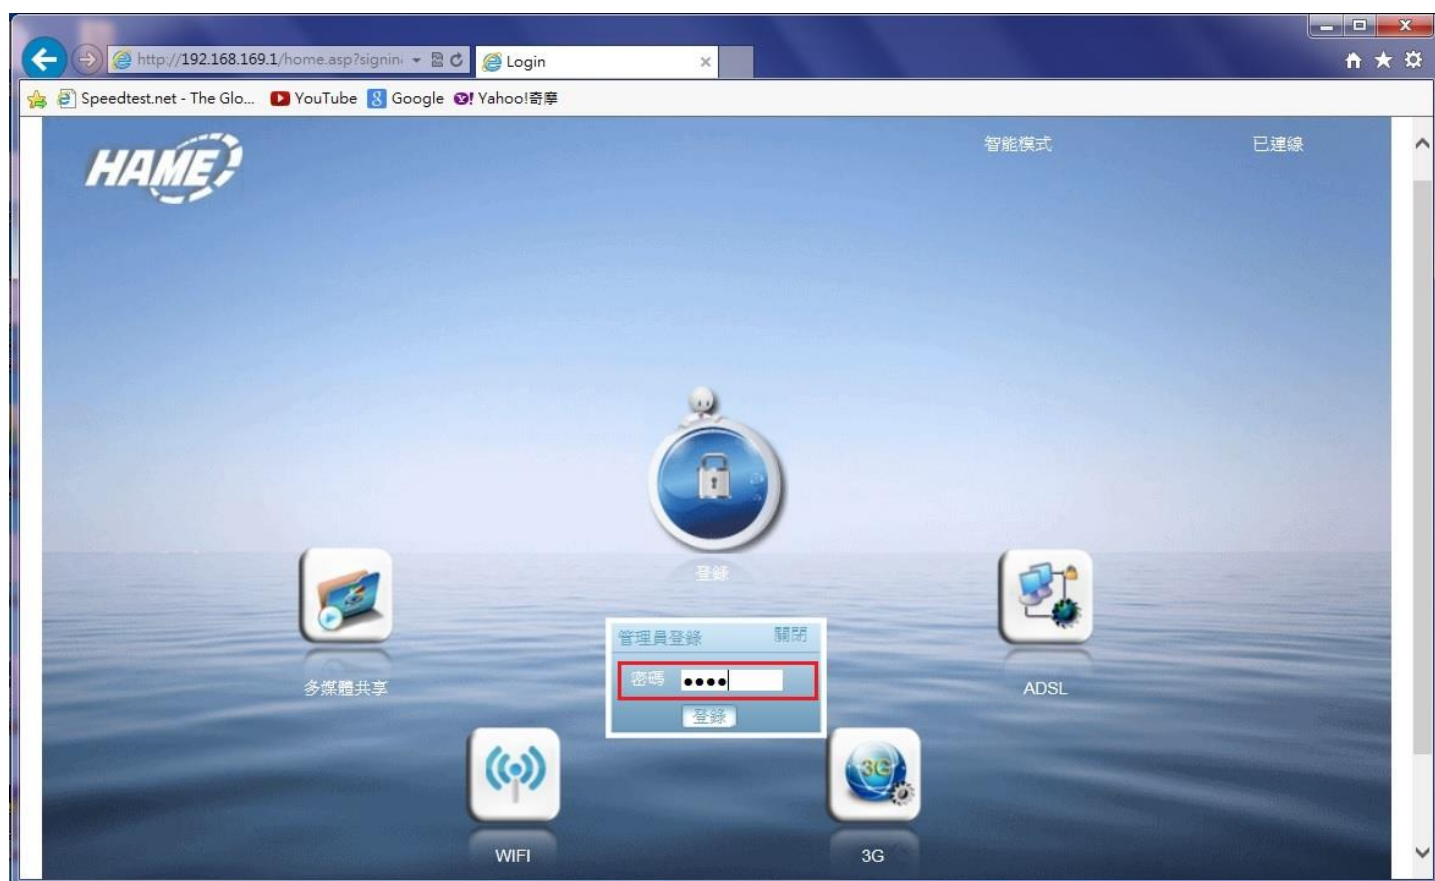 http://192.168.169.1/home.asp?signin
Login
Speedtest.net - The Glo...
YouTube
Google
Yahoo!奇摩
HAME
智能模式
已連線
登錄
管理員登錄
關閉
多媒體共享
密碼 ●●●●
ADSL
登錄
3G
WIFI
3G